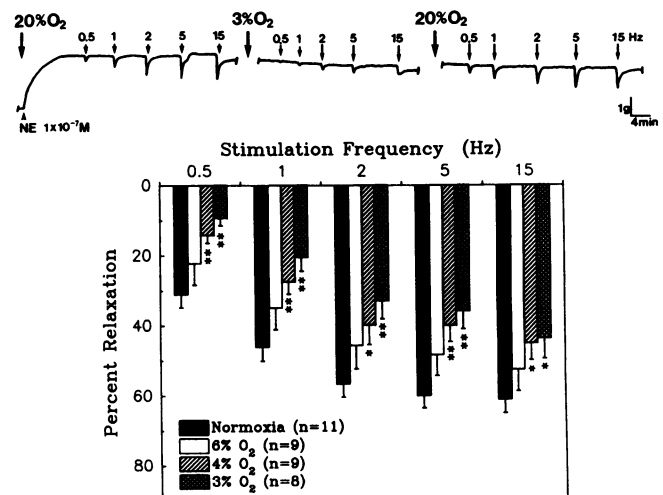 20%O2 3%O2 20%O2
0.5 1 2 5 15 0.5 1 2 5 15 0.5 1 2 5 15 Hz
NE 1x10-7M
1g
4min
Stimulation Frequency (Hz)
0.5 1 2 5 15
Percent Relaxation
0
20
40
60
80
** ** ** ** * ** ** ** * *
Normoxia (n=11)
6% O2 (n=9)
4% O2 (n=9)
3% O2 (n=8)